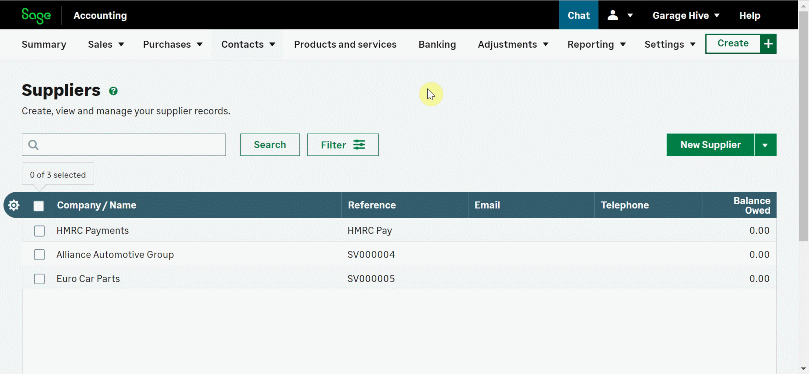 Sage Accounting Chat Garage Hive Help
Summary Sales Purchases Contacts Products and services Banking Adjustments Reporting Settings Create +
Suppliers ?
Create, view and manage your supplier records.
Search Filter New Supplier
0 of 3 selected
Company / Name Reference Email Telephone Balance Owed
HMRC Payments HMRC Pay 0.00
Alliance Automotive Group SV000004 0.00
Euro Car Parts SV000005 0.00